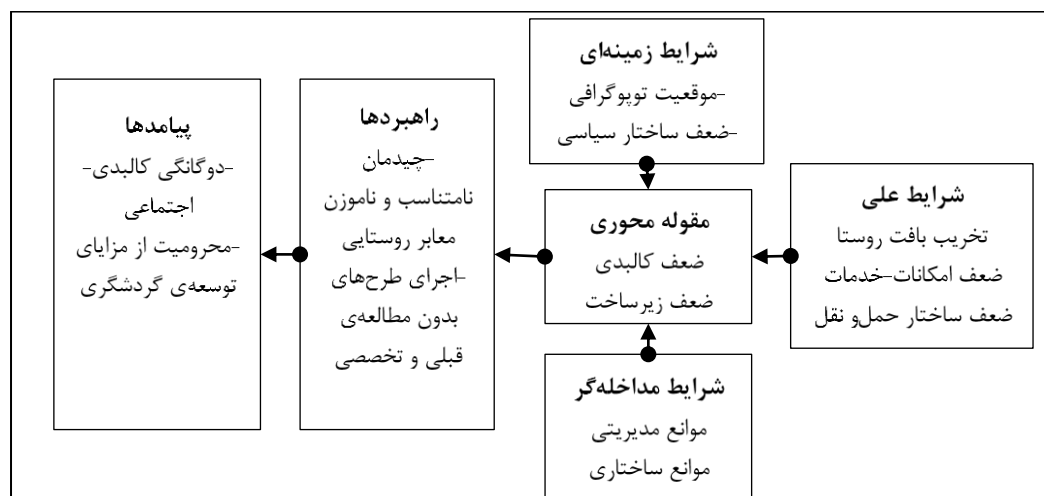 شرایط زمینه‌ای
-موقعیت توپوگرافی
-ضعف ساختار سیاسی
شرایط علی
تخریب بافت روستا
ضعف امکانات-خدمات
ضعف ساختار حمل‌و نقل
مقوله محوری
ضعف کالبدی
ضعف زیرساخت
شرایط مداخله‌گر
موانع مدیریتی
موانع ساختاری
راهبردها
-چیدمان
نامتناسب و ناموزن
معابر روستایی
-اجرای طرح‌های
بدون مطالعه‌ی
قبلی و تخصصی
پیامدها
-دوگانگی کالبدی-
اجتماعی
-محرومیت از مزایای
توسعه‌ی گردشگری